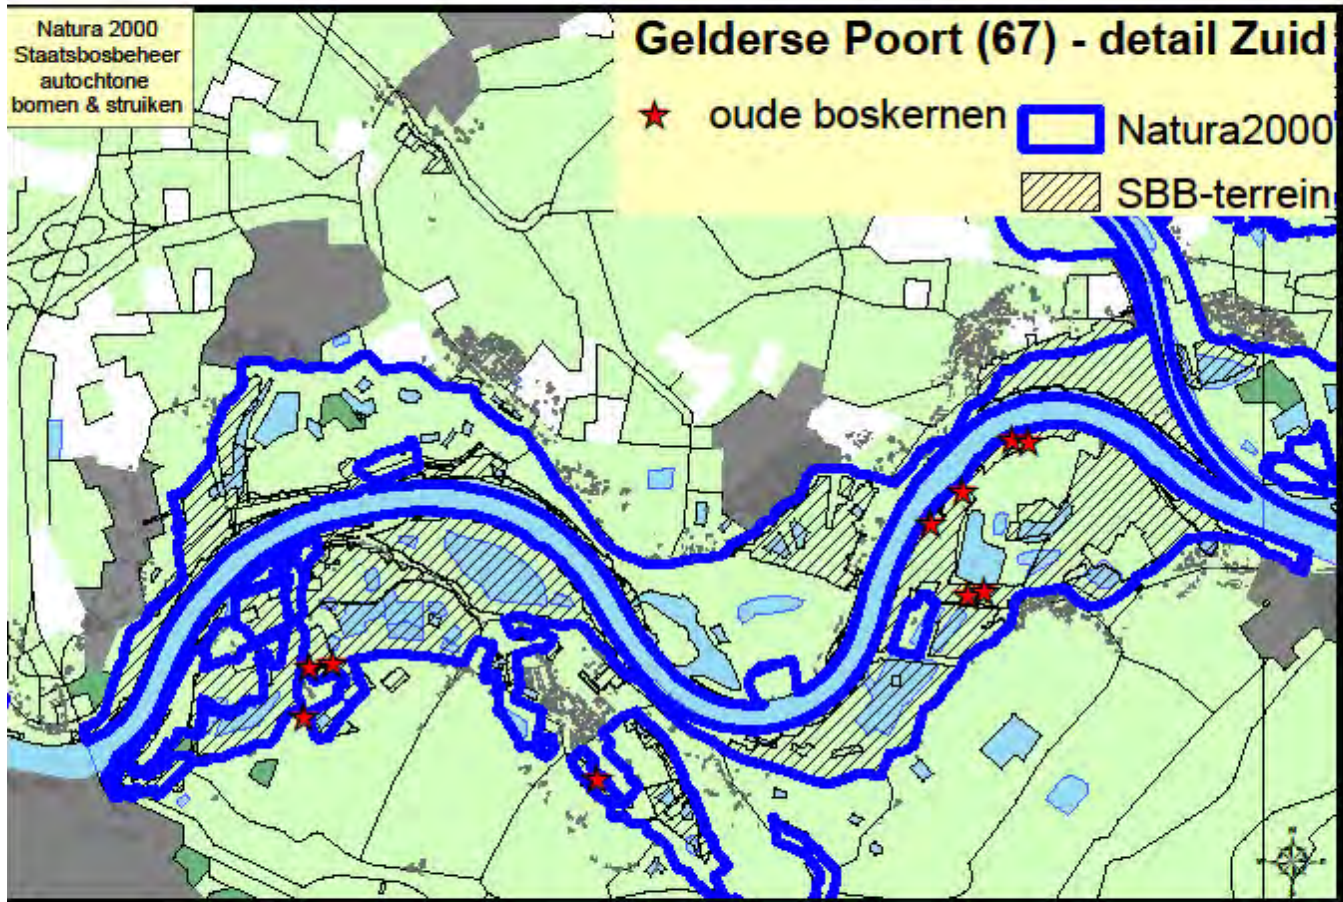 Natura 2000
Staatsbosbeheer
autochtone
bomen & struiken
Gelderse Poort (67) - detail Zuid
oude boskernen
Natura2000
SBB-terrein